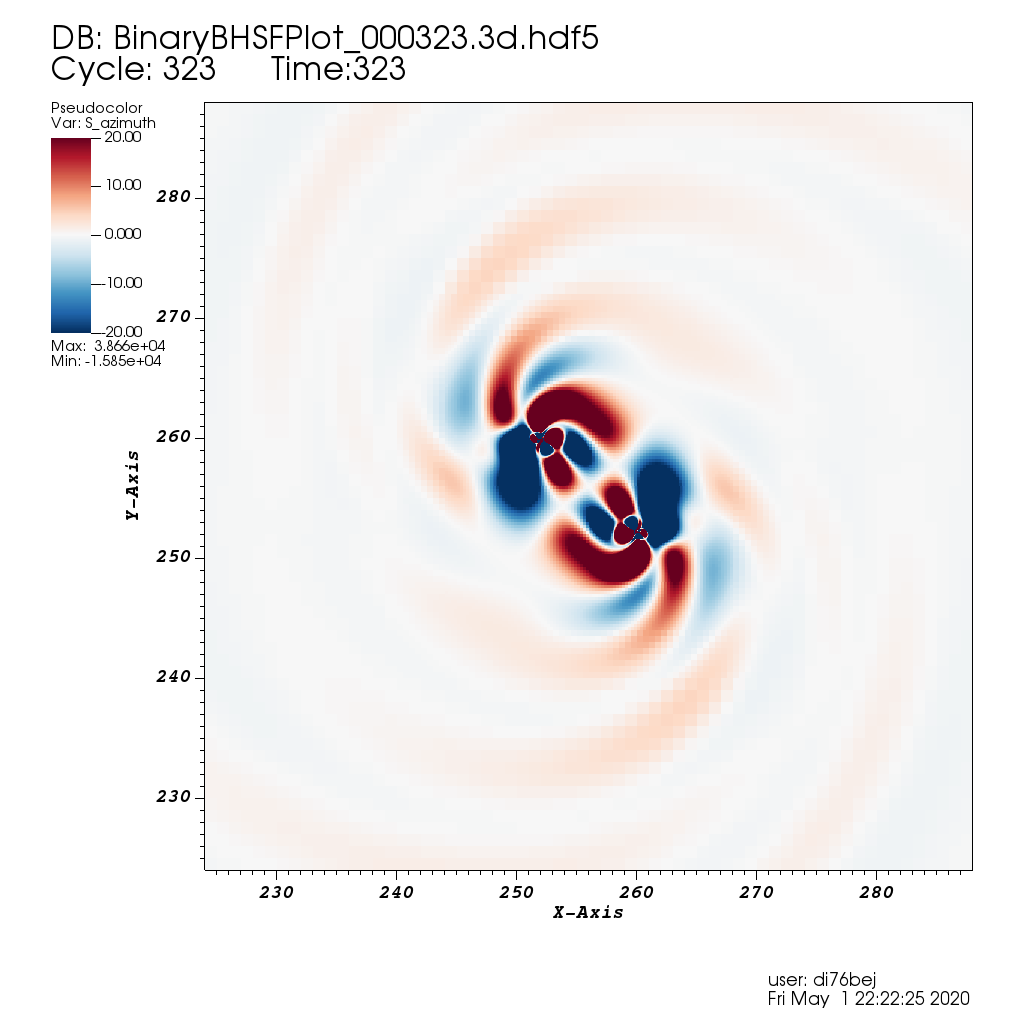 DB: BinaryBHSFPlot_000323.3d.hdf5
Cycle: 323 Time:323
Pseudocolor
Var: S_azimuth
20.00
10.00
0.000
-10.00
-20.00
Max: 3.866e+04
Min: -1.585e+04
280
270
260
250
240
230
Y-Axis
230 240 250 260 270 280
X-Axis
user: di76bej
Fri May 1 22:22:25 2020